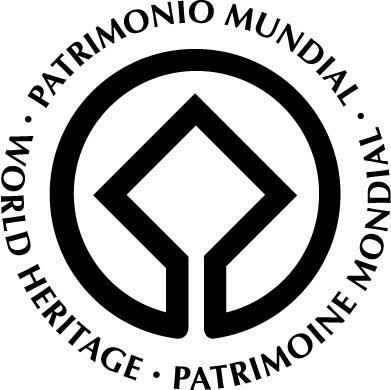 PATRIMONIO MUNDIAL · PATRIMOINE MONDIAL · WORLD HERITAGE ·